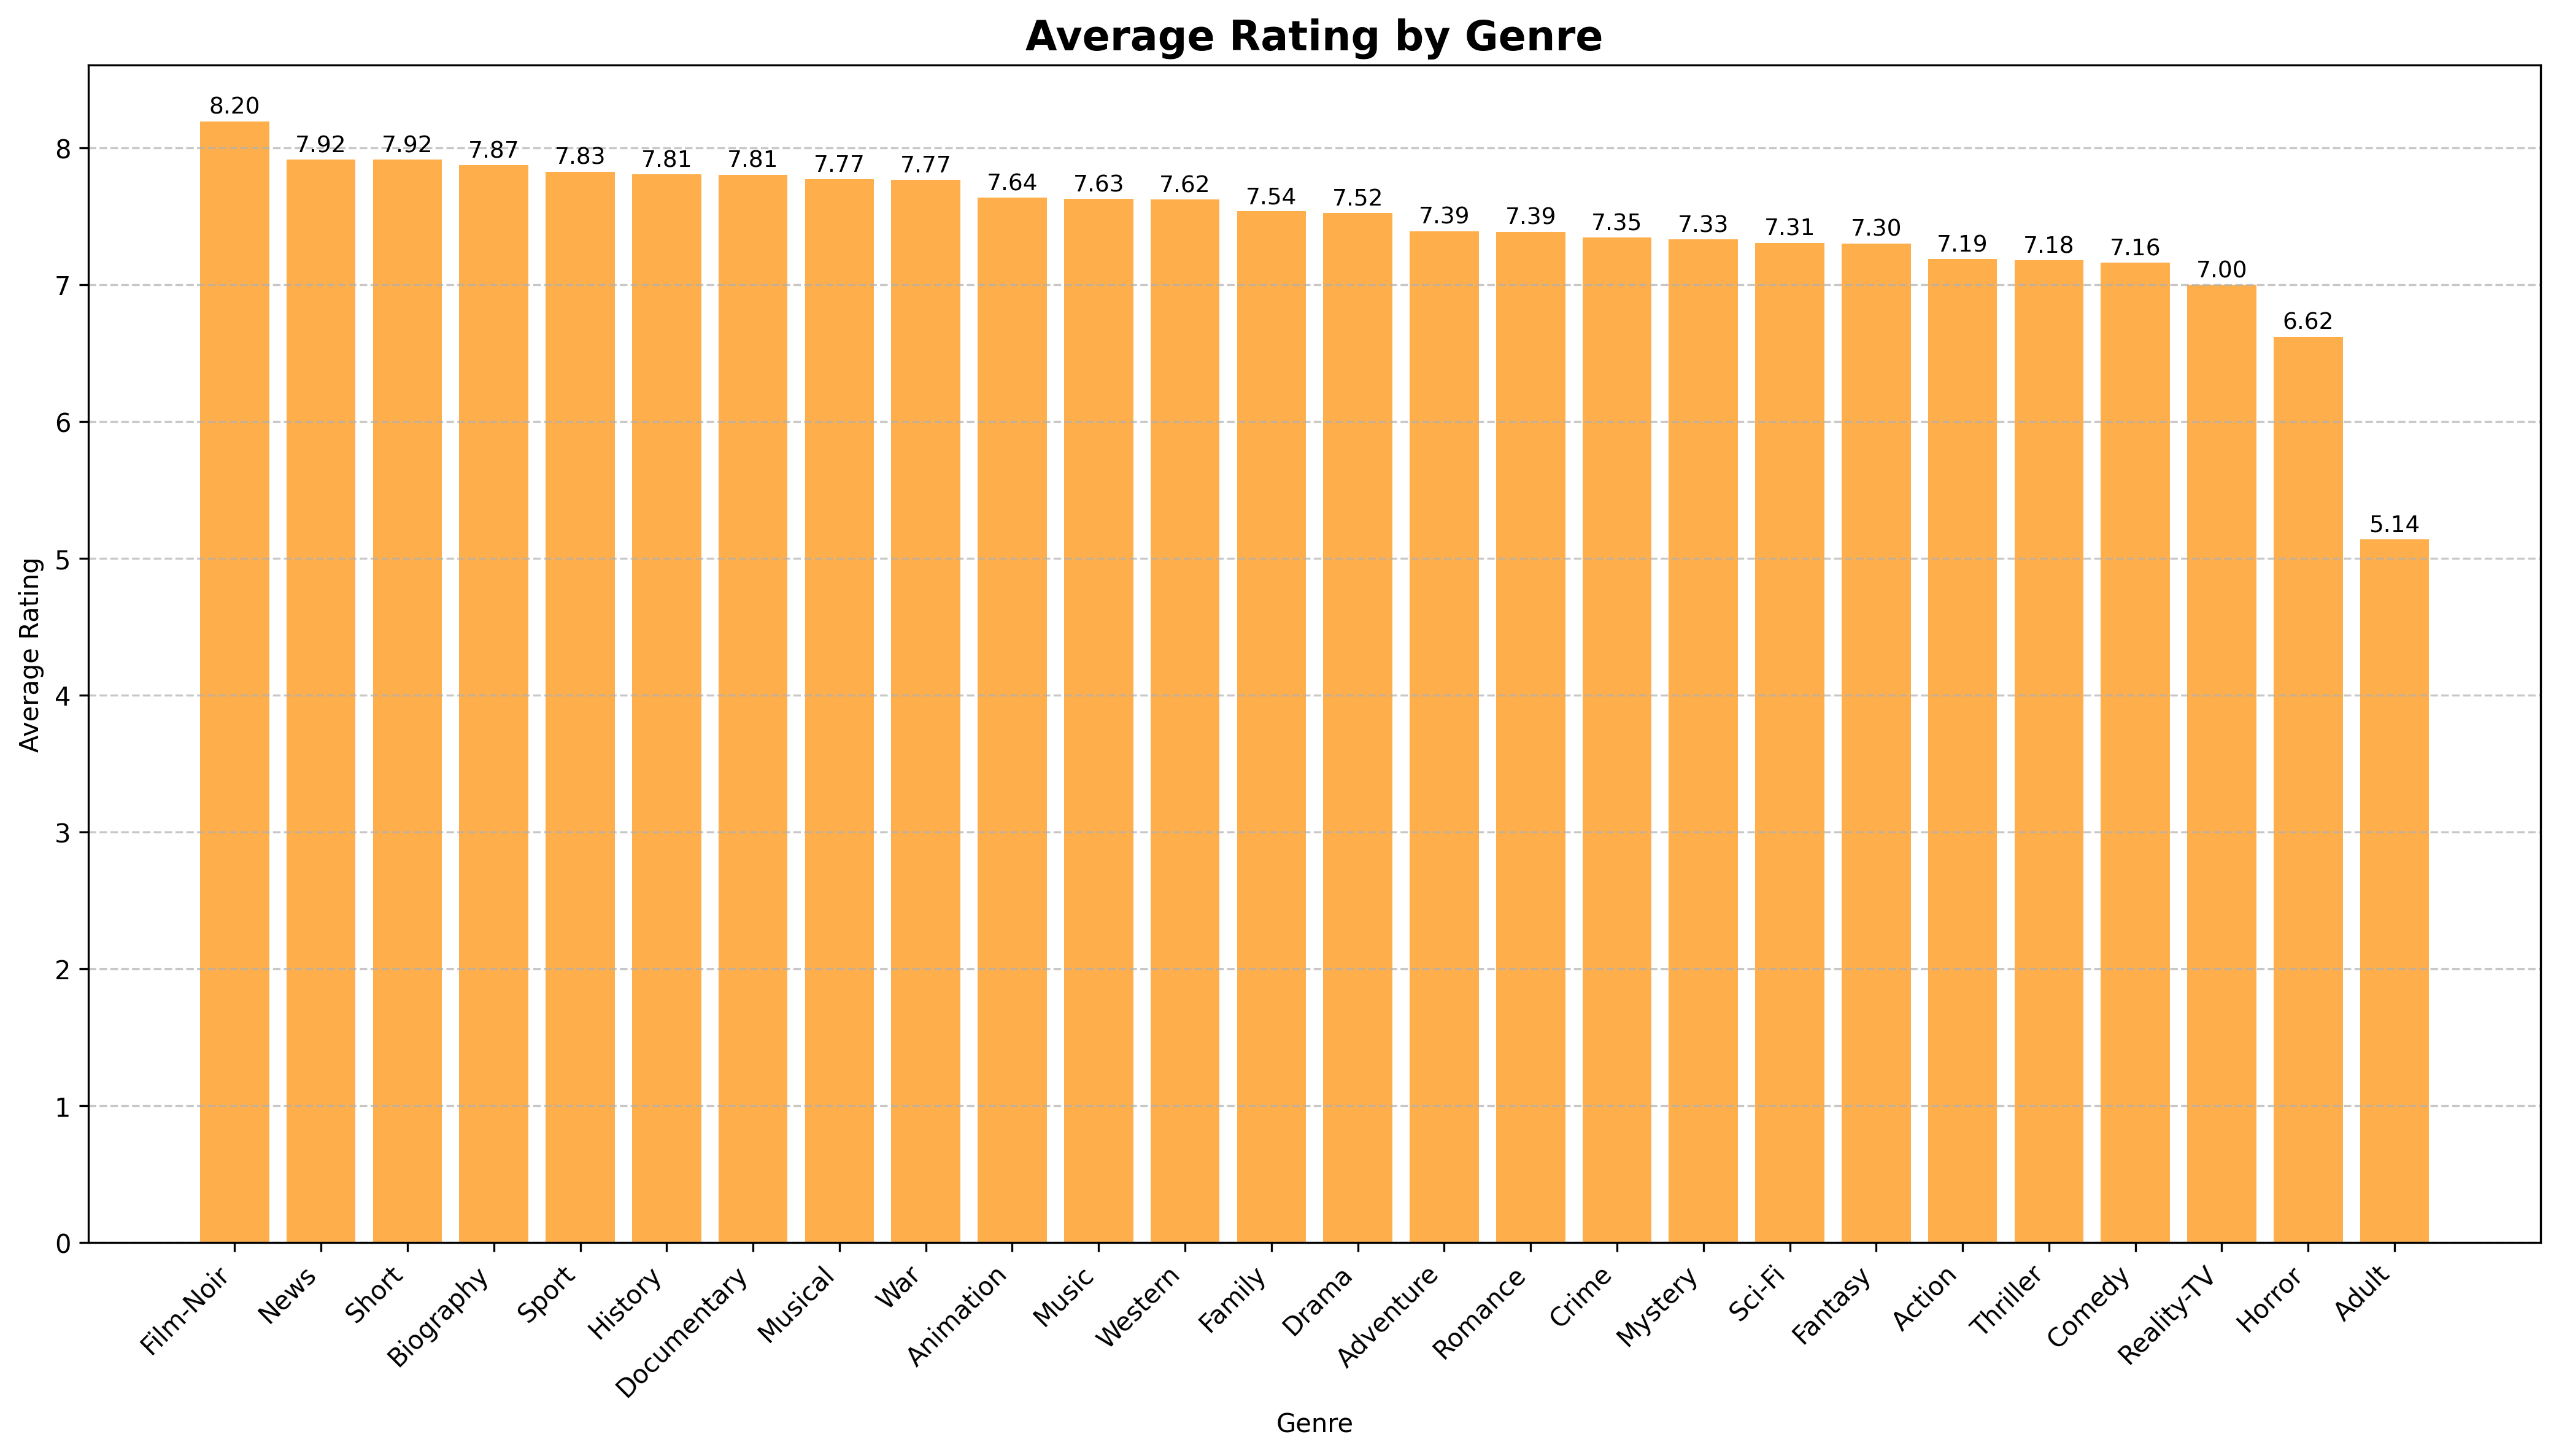 Average Rating by Genre
8.20
7.92
7.92
7.87
7.83
7.81
7.81
7.77
7.77
7.64
7.63
7.62
7.54
7.52
7.39
7.39
7.35
7.33
7.31
7.30
7.19
7.18
7.16
7.00
6.62
5.14
8
7
6
5
4
3
2
1
0
Average Rating
Film-Noir
News
Short
Biography
Sport
History
Documentary
Musical
War
Animation
Music
Western
Family
Drama
Adventure
Romance
Crime
Mystery
Sci-Fi
Fantasy
Action
Thriller
Comedy
Reality-TV
Horror
Adult
Genre